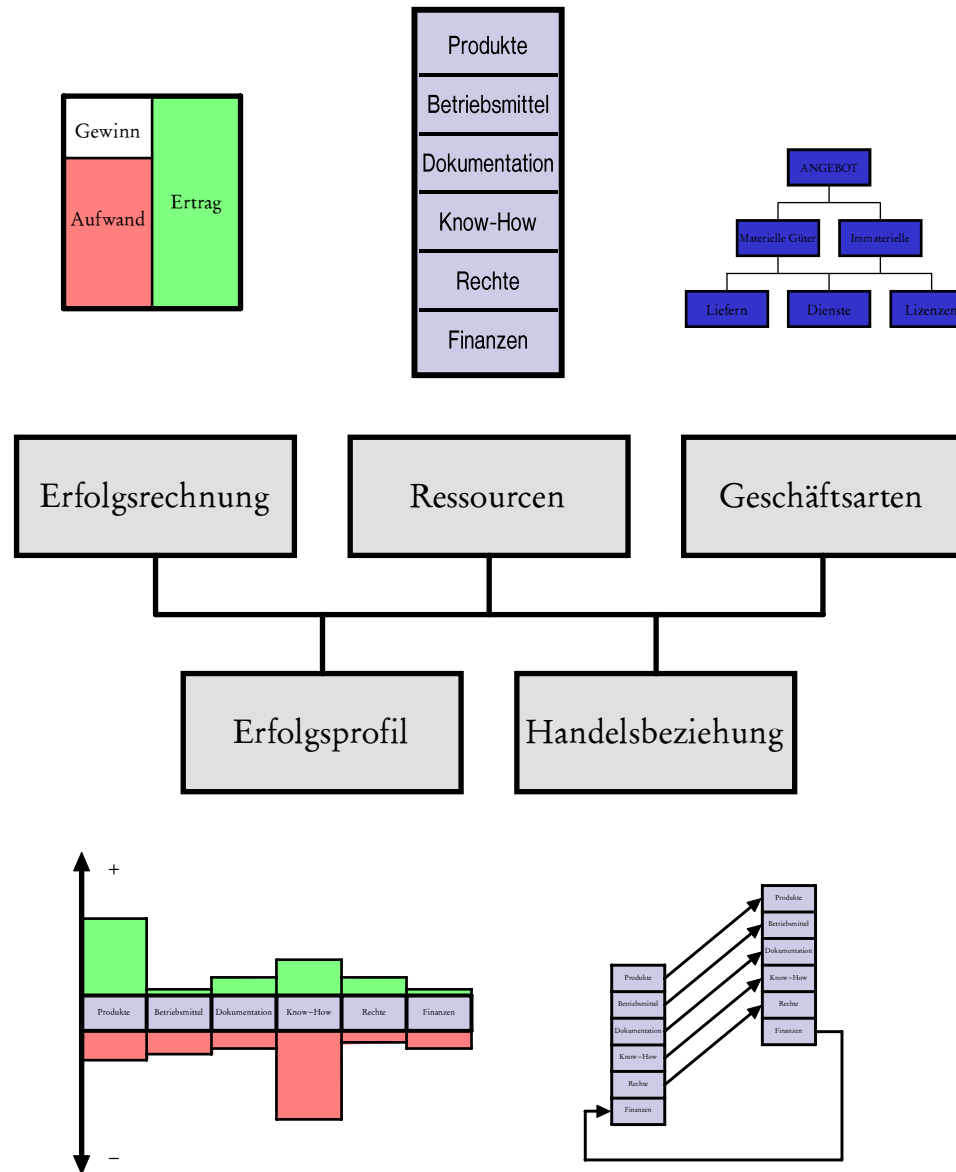 Gewinn
Aufwand
Ertrag
Produkte
Betriebsmittel
Dokumentation
Know-How
Rechte
Finanzen
ANGEBOT
Materielle Güter
Immaterielle
Liefern
Dienste
Lizenzen
Erfolgsrechnung
Ressourcen
Geschäftsarten
Erfolgsprofil
Handelsbeziehung
+
Produkte
Betriebsmittel
Dokumentation
Know-How
Rechte
Finanzen
−
Produkte
Betriebsmittel
Dokumentation
Know-How
Rechte
Finanzen
Produkte
Betriebsmittel
Dokumentation
Know-How
Rechte
Finanzen